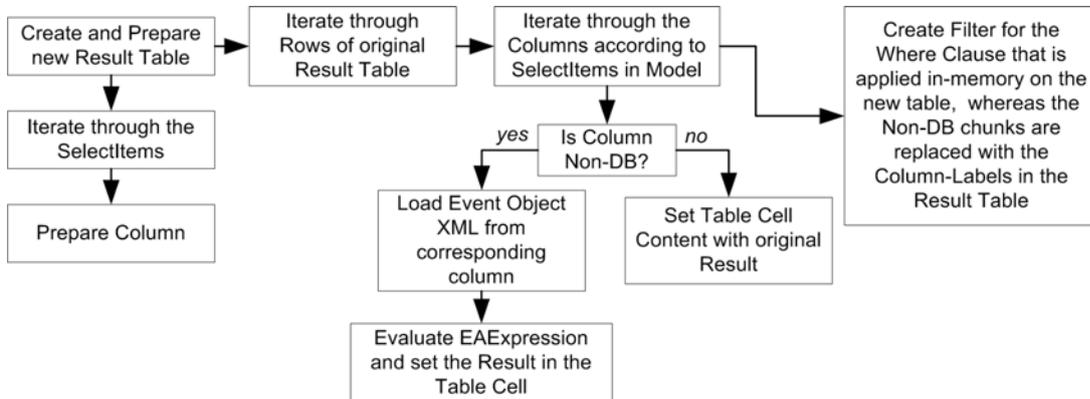 Create and Prepare
new Result Table
Iterate through
Rows of original
Result Table
Iterate through the
Columns according to
SelectItems in Model
Create Filter for the
Where Clause that is
applied in-memory on the
new table, whereas the
Non-DB chunks are
replaced with the
Column-Labels in the
Result Table
Iterate through the
SelectItems
Prepare Column
yes
Is Column
Non-DB?
no
Load Event Object
XML from
corresponding
column
Set Table Cell
Content with original
Result
Evaluate EAExpression
and set the Result in the
Table Cell